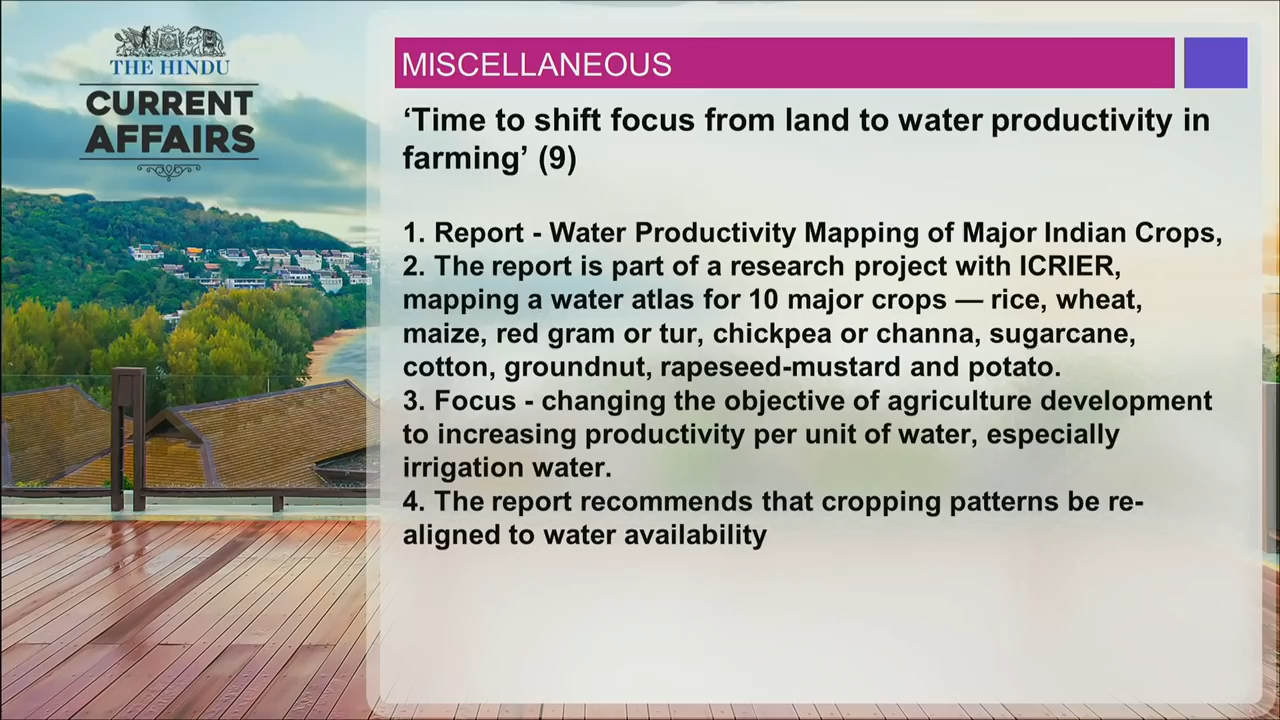 THE HINDU
CURRENT
AFFAIRS
MISCELLANEOUS
‘Time to shift focus from land to water productivity in
farming’ (9)
1. Report - Water Productivity Mapping of Major Indian Crops,
2. The report is part of a research project with ICRIER,
mapping a water atlas for 10 major crops — rice, wheat,
maize, red gram or tur, chickpea or channa, sugarcane,
cotton, groundnut, rapeseed-mustard and potato.
3. Focus - changing the objective of agriculture development
to increasing productivity per unit of water, especially
irrigation water.
4. The report recommends that cropping patterns be re-
aligned to water availability